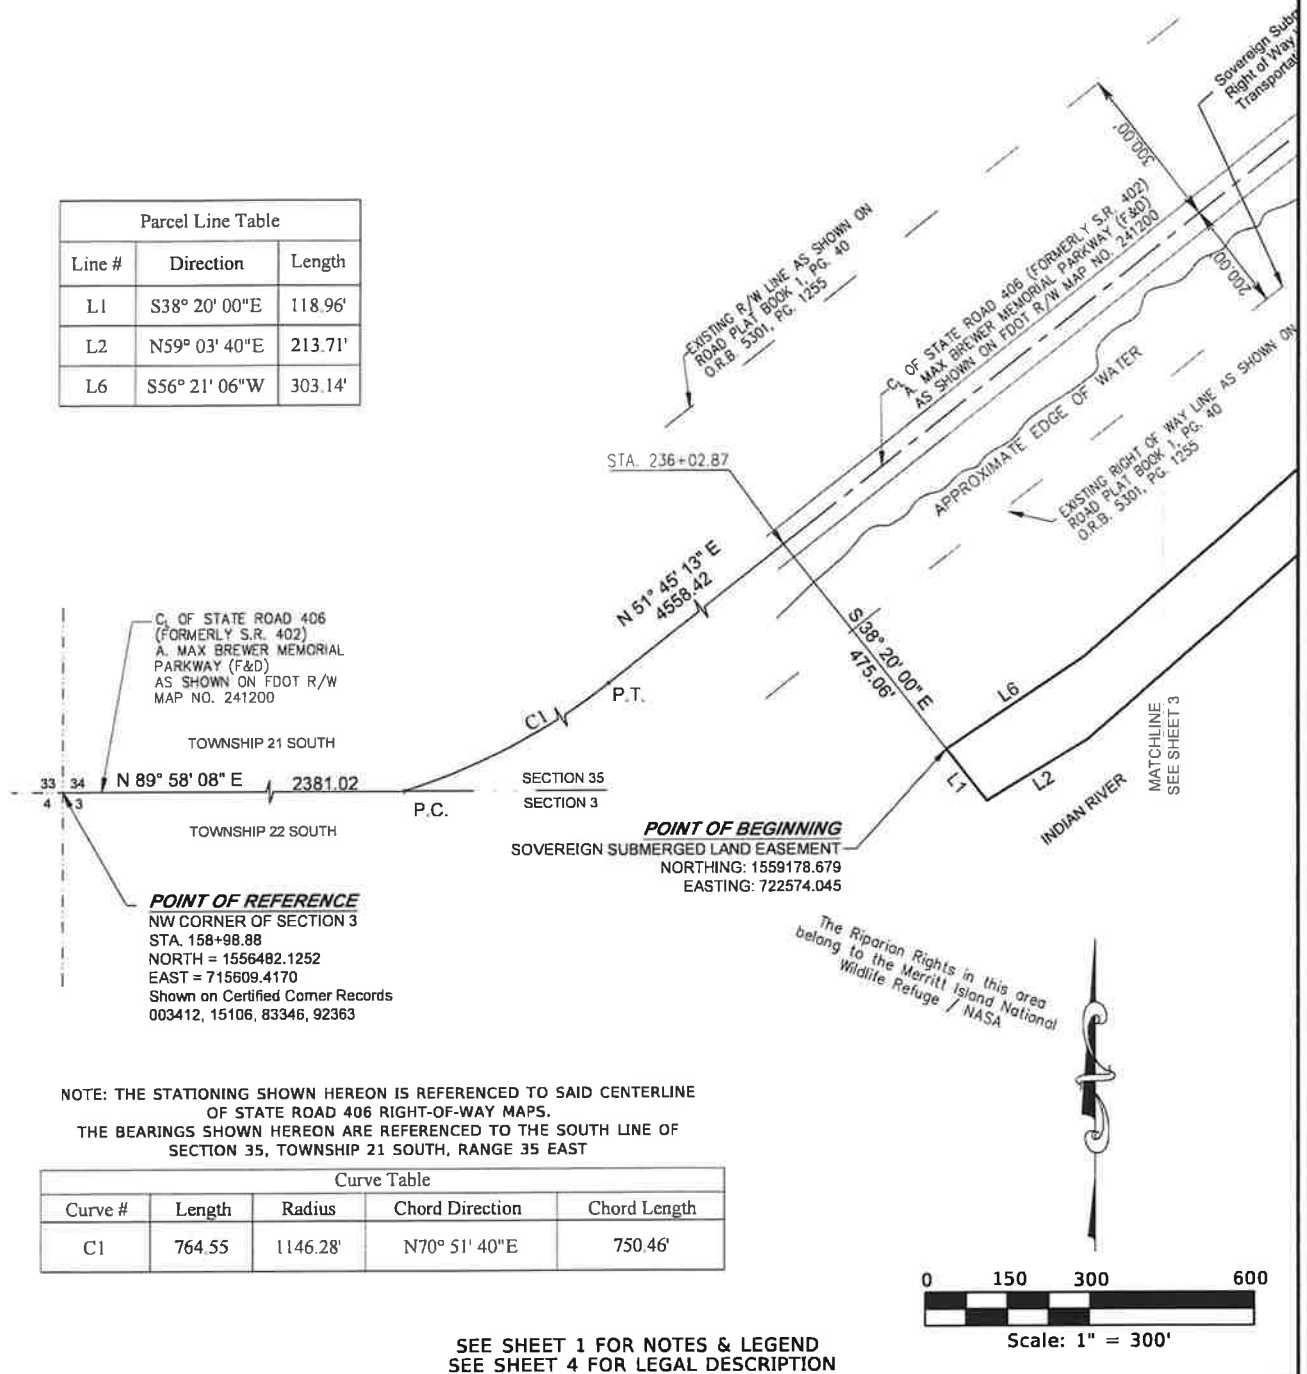 Sovereign Subm
Right of Way
Transportat
300.00'
200.00'
Parcel Line Table
Line # Direction Length
L1 S38° 20' 00"E 118.96'
L2 N59° 03' 40"E 213.71'
L6 S56° 21' 06"W 303.14'
EXISTING R/W LINE AS SHOWN ON
ROAD PLAT BOOK 1, PG. 40
O.R.B. 5301, PG. 1255
CL OF STATE ROAD 406 (FORMERLY S.R. 402)
A. MAX BREWER MEMORIAL PARKWAY (F&D)
AS SHOWN ON FDOT R/W MAP NO. 241200
APPROXIMATE EDGE OF WATER
EXISTING RIGHT OF WAY LINE AS SHOWN ON
ROAD PLAT BOOK 1, PG. 40
O.R.B. 5301, PG. 1255
STA. 236+02.87
N 51° 45' 13" E
4558.42
S 38° 20' 00" E
475.06'
CL OF STATE ROAD 406
(FORMERLY S.R. 402)
A. MAX BREWER MEMORIAL
PARKWAY (F&D)
AS SHOWN ON FDOT R/W
MAP NO. 241200
P.T.
C1
L6
L1
L2
INDIAN RIVER
MATCHLINE
SEE SHEET 3
TOWNSHIP 21 SOUTH
33 34
4 3
N 89° 58' 08" E 2381.02
P.C.
SECTION 35
SECTION 3
TOWNSHIP 22 SOUTH
POINT OF BEGINNING
SOVEREIGN SUBMERGED LAND EASEMENT
NORTHING: 1559178.679
EASTING: 722574.045
POINT OF REFERENCE
NW CORNER OF SECTION 3
STA. 158+98.88
NORTH = 1556482.1252
EAST = 715609.4170
Shown on Certified Corner Records
003412, 15106, 83346, 92363
The Riparian Rights in this area
belong to the Merritt Island National
Wildlife Refuge / NASA
NOTE: THE STATIONING SHOWN HEREON IS REFERENCED TO SAID CENTERLINE
OF STATE ROAD 406 RIGHT-OF-WAY MAPS.
THE BEARINGS SHOWN HEREON ARE REFERENCED TO THE SOUTH LINE OF
SECTION 35, TOWNSHIP 21 SOUTH, RANGE 35 EAST
Curve Table
Curve # Length Radius Chord Direction Chord Length
C1 764.55 1146.28' N70° 51' 40"E 750.46'
0 150 300 600
Scale: 1" = 300'
SEE SHEET 1 FOR NOTES & LEGEND
SEE SHEET 4 FOR LEGAL DESCRIPTION